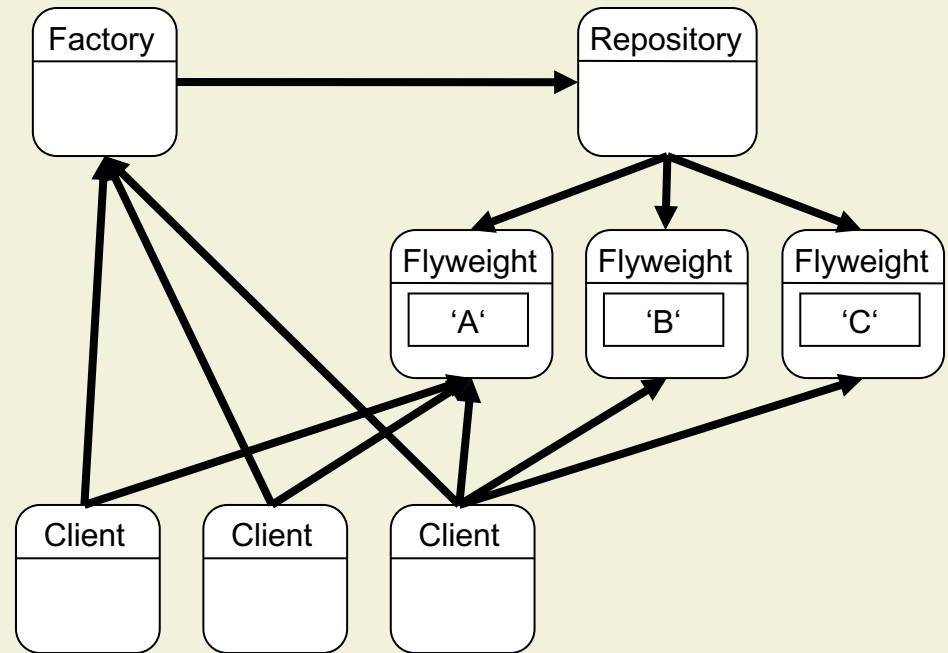 Factory
Repository
Flyweight
Flyweight
Flyweight
‘A‘
‘B‘
‘C‘
Client
Client
Client